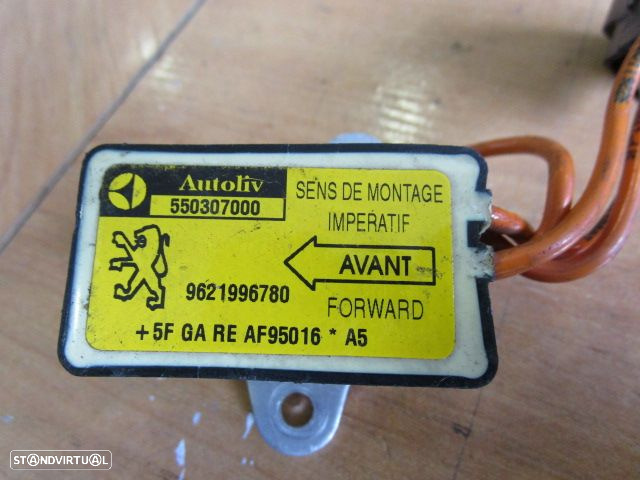 Autoliv
550307000
SENS DE MONTAGE
IMPERATIF
AVANT
9621996780
FORWARD
+5F GA RE AF95016 * A5
STANDVIRTUAL